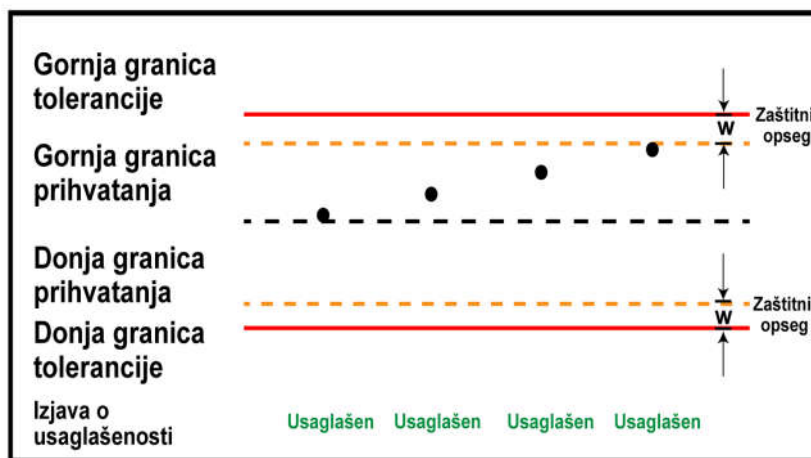 Gornja granica
tolerancije
Zaštitni
W
opseg
Gornja granica
prihvatanja
Donja granica
prihvatanja
Zaštitni
W
opseg
Donja granica
tolerancije
Izjava o
usaglašenosti
Usaglašen Usaglašen Usaglašen Usaglašen